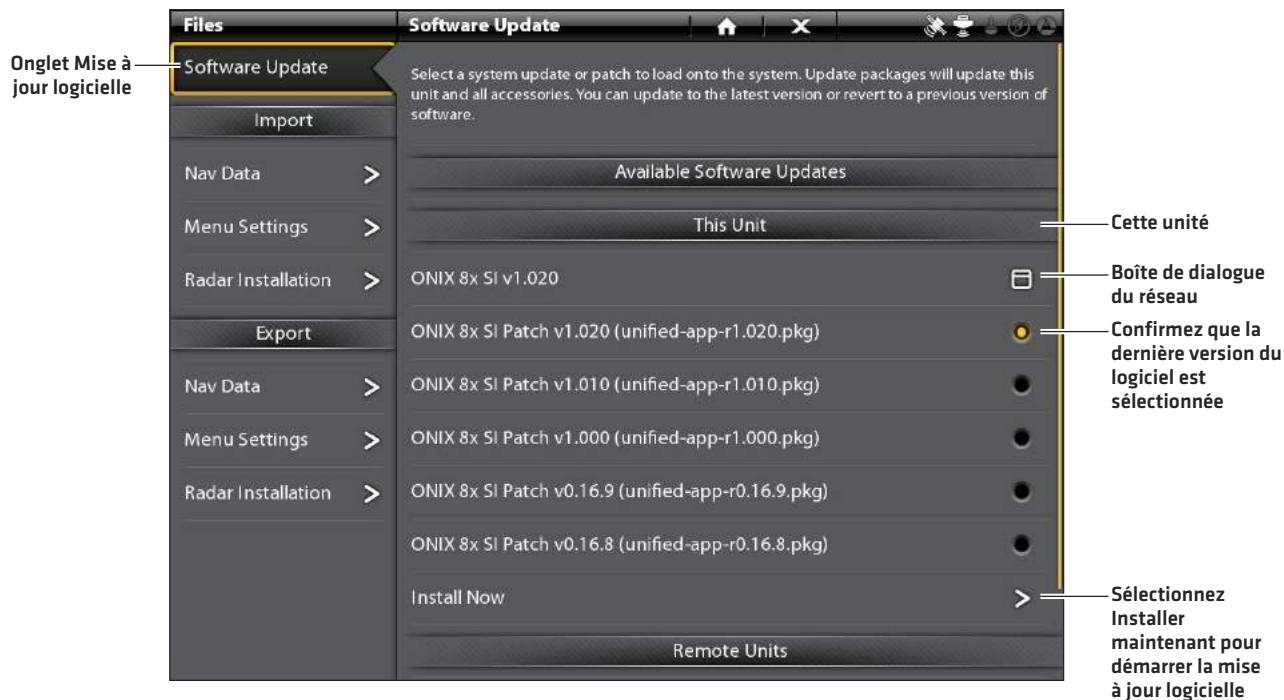 Files
Software Update
Onglet Mise à
jour logicielle
Software Update
Import
Nav Data
Menu Settings
Radar Installation
Export
Nav Data
Menu Settings
Radar Installation
Select a system update or patch to load onto the system. Update packages will update this
unit and all accessories. You can update to the latest version or revert to a previous version of
software.
Available Software Updates
This Unit
ONIX 8x SI v1.020
ONIX 8x SI Patch v1.020 (unified-app-r1.020.pkg)
ONIX 8x SI Patch v1.010 (unified-app-r1.010.pkg)
ONIX 8x SI Patch v1.000 (unified-app-r1.000.pkg)
ONIX 8x SI Patch v0.16.9 (unified-app-r0.16.9.pkg)
ONIX 8x SI Patch v0.16.8 (unified-app-r0.16.8.pkg)
Install Now
Remote Units
Cette unité
Boîte de dialogue
du réseau
Confirmez que la
dernière version du
logiciel est
sélectionnée
Sélectionnez
Installer
maintenant pour
démarrer la mise
à jour logicielle